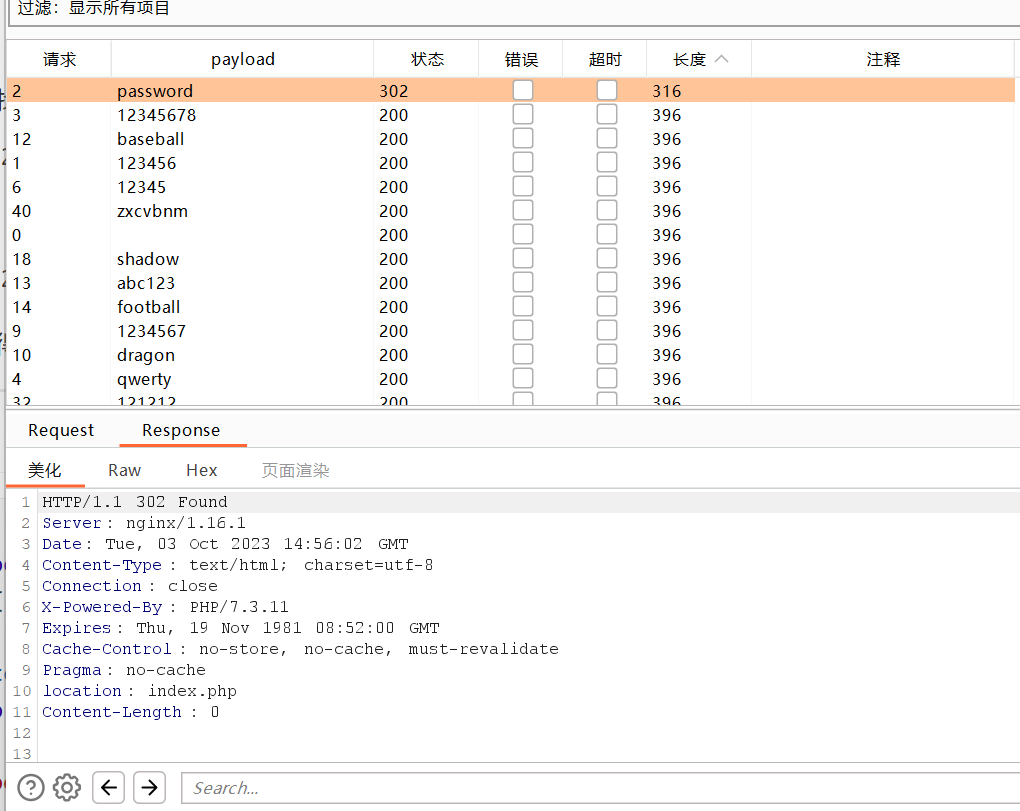 过滤：显示所有项目
请求 payload 状态 错误 超时 长度 注释
2 password 302 316
3 12345678 200 396
12 baseball 200 396
1 123456 200 396
6 12345 200 396
40 zxcvbnm 200 396
0 200 396
18 shadow 200 396
13 abc123 200 396
14 football 200 396
9 1234567 200 396
10 dragon 200 396
4 qwerty 200 396
32 121212 200 396
Request Response
美化 Raw Hex 页面渲染
1 HTTP/1.1 302 Found
2 Server: nginx/1.16.1
3 Date: Tue, 03 Oct 2023 14:56:02 GMT
4 Content-Type: text/html; charset=utf-8
5 Connection: close
6 X-Powered-By: PHP/7.3.11
7 Expires: Thu, 19 Nov 1981 08:52:00 GMT
8 Cache-Control: no-store, no-cache, must-revalidate
9 Pragma: no-cache
10 location: index.php
11 Content-Length: 0
12
13
Search...